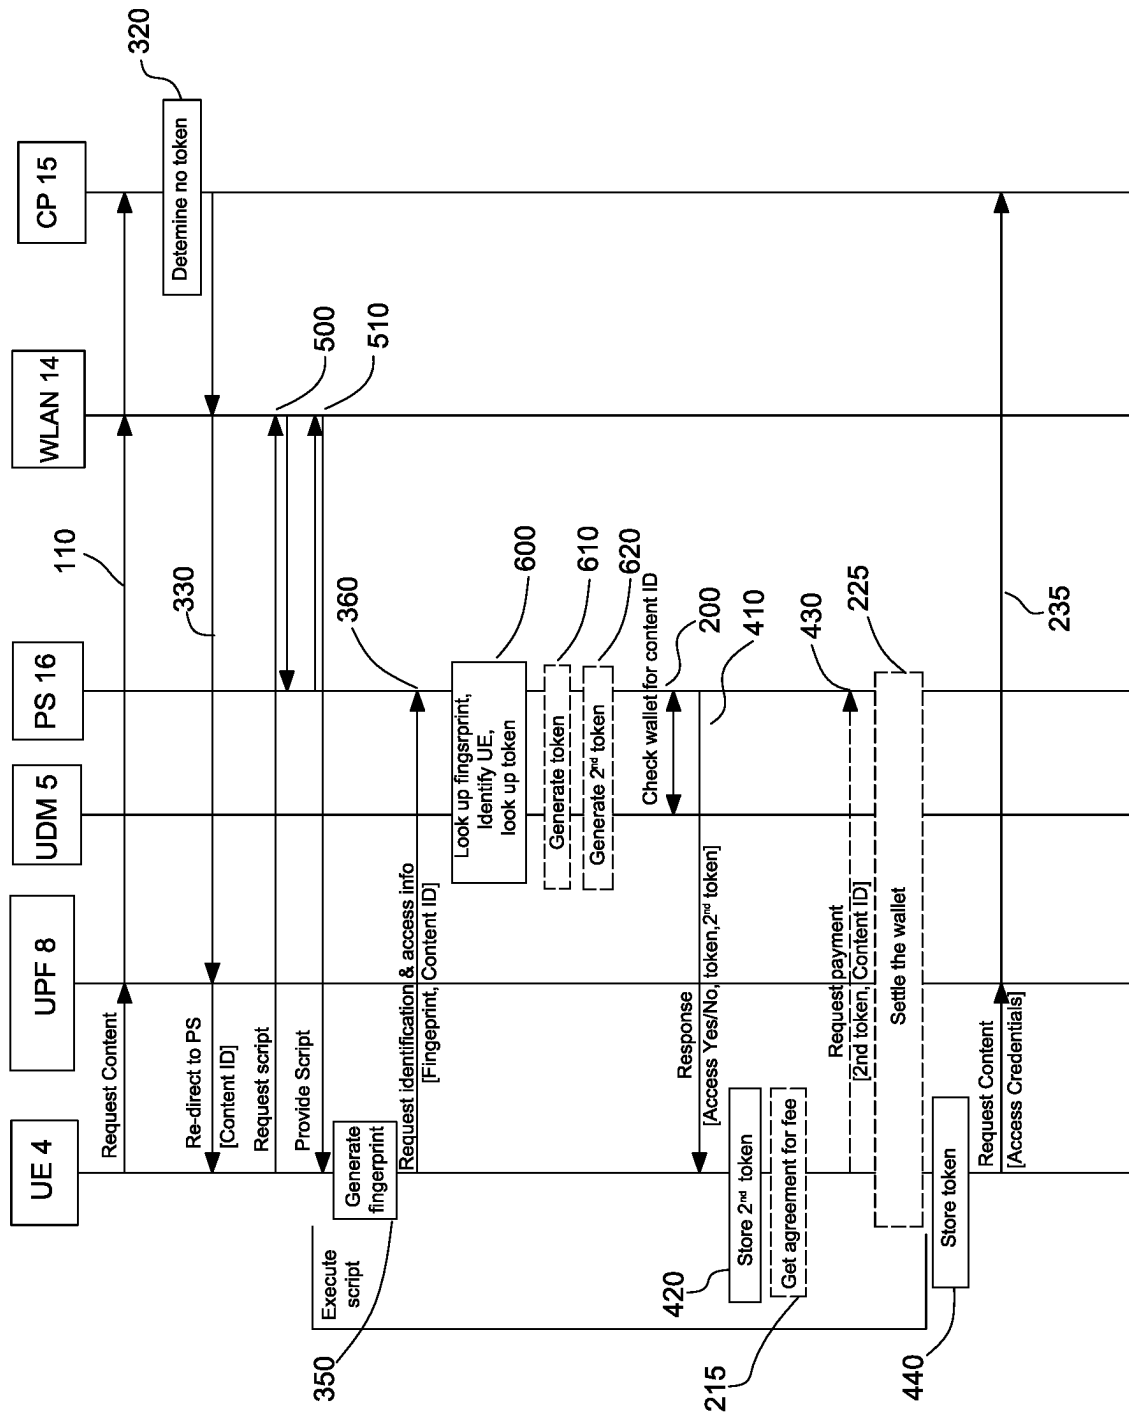 UE 4
UPF 8
UDM 5
PS 16
WLAN 14
CP 15
Request Content
110
Detemine no token
320
Re-direct to PS
[Content ID]
330
Request script
500
Provide Script
510
Execute
script
Generate
fingerprint
350
Request identification & access info
[Fingeprint, Content ID]
360
Look up fingsrprint,
Identify UE,
look up token
600
Generate token
610
Generate 2nd token
620
Check wallet for content ID
200
Response
[Access Yes/No, token,2nd token]
410
Store 2nd token
420
Get agreement for fee
215
Request payment
[2nd token, Content ID]
430
Settle the wallet
225
Store token
440
Request Content
[Access Credentials]
235